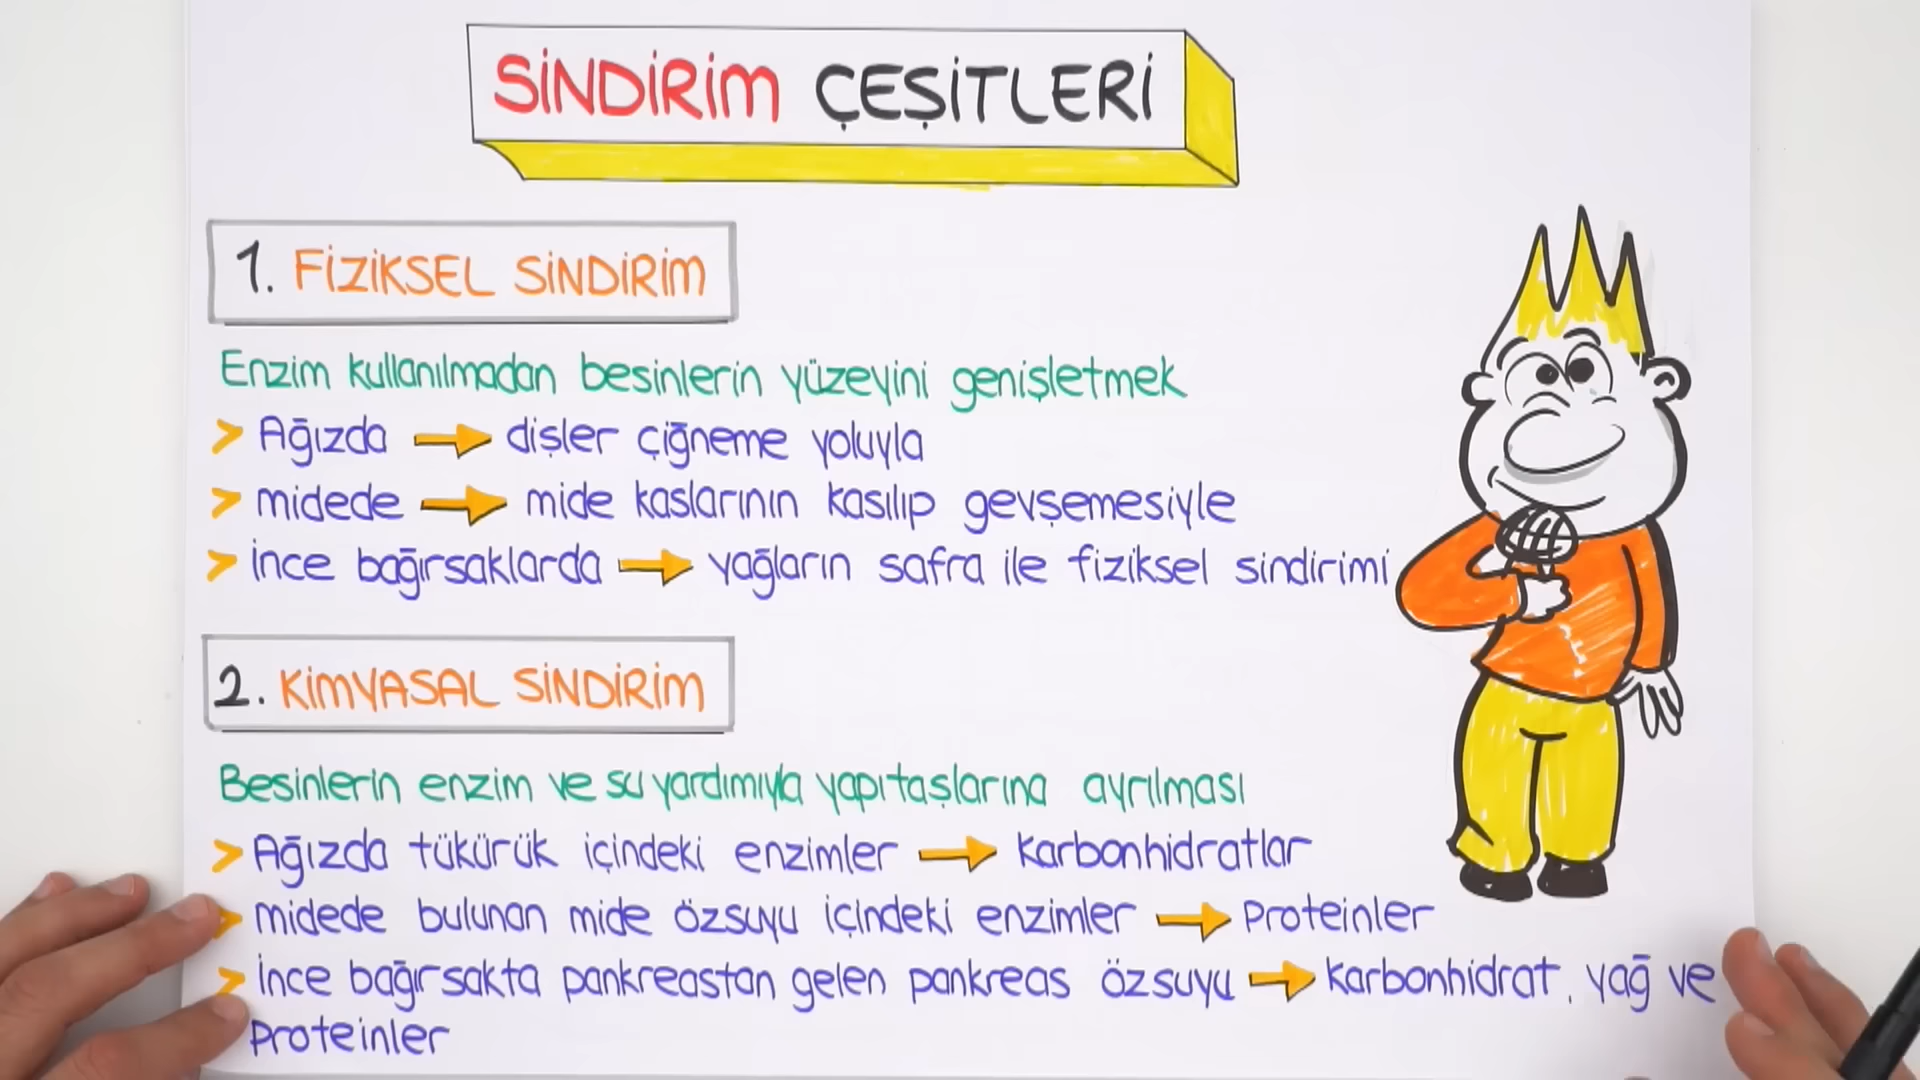 SİNDİRİM ÇEŞİTLERİ
1. FİZİKSEL SİNDİRİM
Enzim kullanılmadan besinlerin yüzeyini genişletmek
> Ağızda → dişler çiğneme yoluyla
> midede → mide kaslarının kasılıp gevşemesiyle
> İnce bağırsaklarda → yağların safra ile fiziksel sindirimi
2. KİMYASAL SİNDİRİM
Besinlerin enzim ve su yardımıyla yapıtaşlarına ayrılması
> Ağızda tükürük içindeki enzimler → Karbonhidratlar
> midede bulunan mide özsuyu içindeki enzimler → Proteinler
> İnce bağırsakta pankreastan gelen pankreas özsuyu → Karbonhidrat, yağ ve
Proteinler